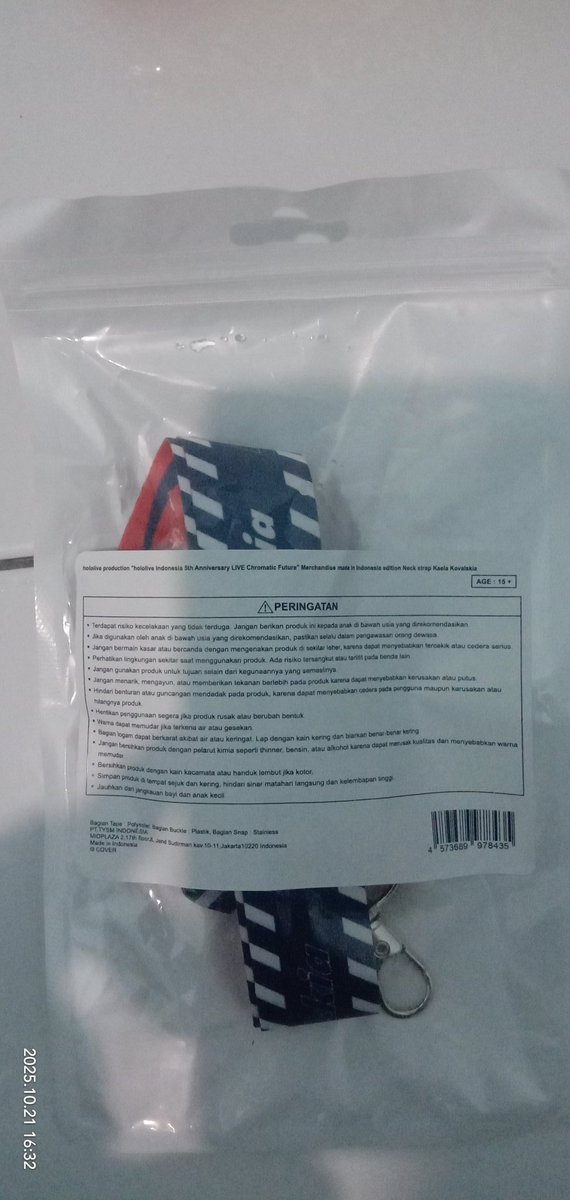 ia
hololive production "hololive Indonesia 5th Anniversary LIVE Chromatic Future" Merchandise made in Indonesia edition Neck strap Kaela Kovalskia
AGE : 15 +
PERINGATAN
• Terdapat risiko kecelakaan yang tidak terduga. Jangan berikan produk ini kepada anak di bawah usia yang direkomendasikan.
• Jika digunakan oleh anak di bawah usia yang direkomendasikan, pastikan selalu dalam pengawasan orang dewasa.
• Jangan bermain kasar atau bercanda dengan mengenakan produk di sekitar leher, karena dapat menyebabkan tercekik atau cedera serius.
• Perhatikan lingkungan sekitar saat menggunakan produk. Ada risiko tersangkut atau terlilit pada benda lain.
• Jangan gunakan produk untuk tujuan selain dari kegunaannya yang semestinya.
• Jangan menarik, mengayun, atau memberikan tekanan berlebih pada produk karena dapat menyebabkan kerusakan atau putus.
• Hindari benturan atau guncangan mendadak pada produk, karena dapat menyebabkan cedera pada pengguna maupun kerusakan atau
hilangnya produk.
• Hentikan penggunaan segera jika produk rusak atau berubah bentuk.
• Warna dapat memudar jika terkena air atau gesekan.
• Bagian logam dapat berkarat akibat air atau keringat. Lap dengan kain kering dan biarkan benar-benar kering
• Jangan bersihkan produk dengan pelarut kimia seperti thinner, bensin, atau alkohol karena dapat merusak kualitas dan menyebabkan warna
memudar
• Bersihkan produk dengan kain kacamata atau handuk lembut jika kotor.
• Simpan produk di tempat sejuk dan kering, hindari sinar matahari langsung dan kelembapan tinggi.
• Jauhkan dari jangkauan bayi dan anak kecil
Bagian Tape : Polyester, Bagian Buckle : Plastik, Bagian Snap : Stainless
PT.TYSM INDONESIA
MIDPLAZA 2,17th floor,Jl. Jend Sudirman kav.10-11,Jakarta10220 Indonesia
Made in Indonesia
© COVER
4 573689 978435
kia
2025.10.21 16:32